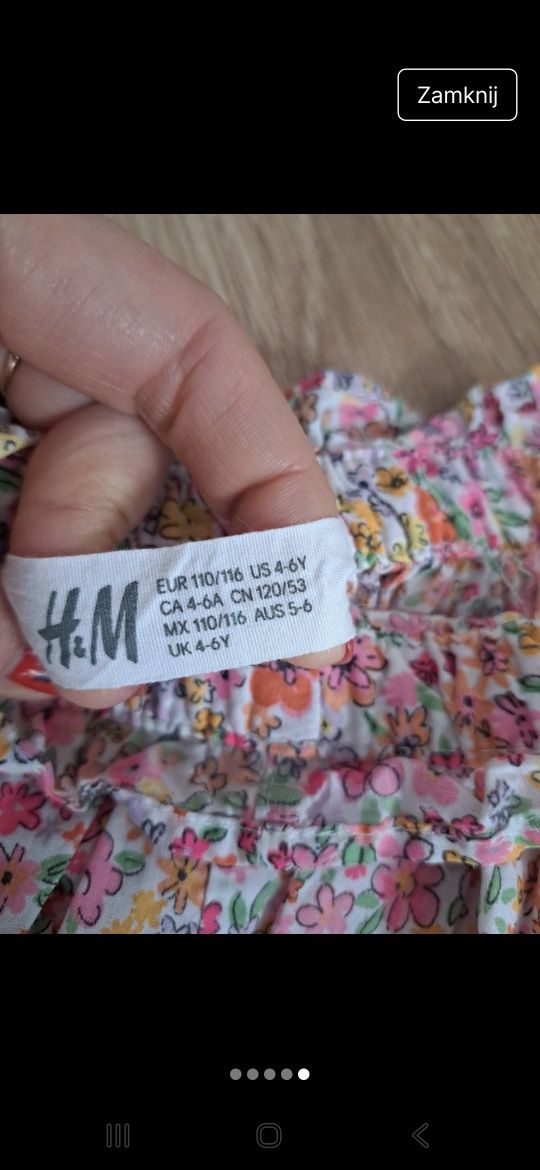 Zamknij
H&M
EUR 110/116 US 4-6Y
CA 4-6A CN 120/53
MX 110/116 AUS 5-6
UK 4-6Y